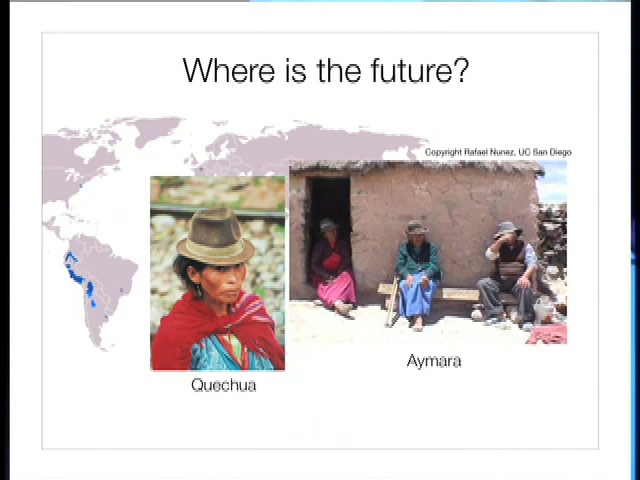 Where is the future?
Copyright Rafael Nunez, UC San Diego
Aymara
Quechua